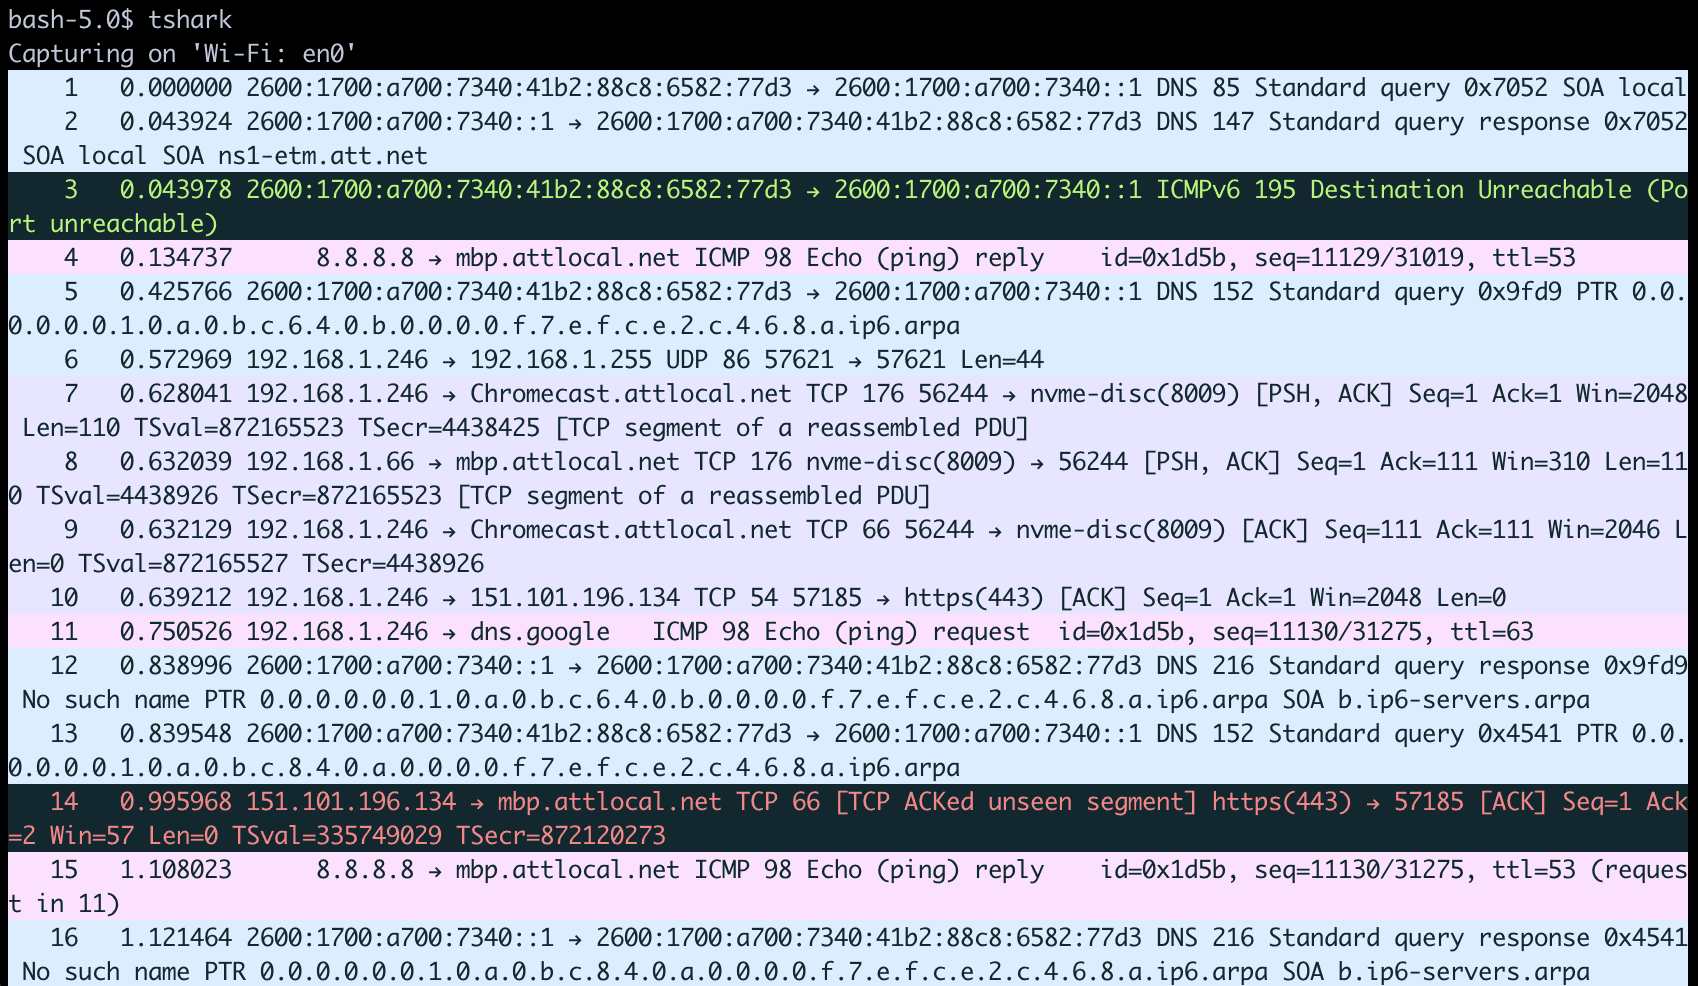 bash-5.0$ tshark
Capturing on 'Wi-Fi: en0'
1 0.000000 2600:1700:a700:7340:41b2:88c8:6582:77d3 → 2600:1700:a700:7340::1 DNS 85 Standard query 0x7052 SOA local
2 0.043924 2600:1700:a700:7340::1 → 2600:1700:a700:7340:41b2:88c8:6582:77d3 DNS 147 Standard query response 0x7052
SOA local SOA ns1-etm.att.net
3 0.043978 2600:1700:a700:7340:41b2:88c8:6582:77d3 → 2600:1700:a700:7340::1 ICMPv6 195 Destination Unreachable (Po
rt unreachable)
4 0.134737 8.8.8.8 → mbp.attlocal.net ICMP 98 Echo (ping) reply id=0x1d5b, seq=11129/31019, ttl=53
5 0.425766 2600:1700:a700:7340:41b2:88c8:6582:77d3 → 2600:1700:a700:7340::1 DNS 152 Standard query 0x9fd9 PTR 0.0.
0.0.0.0.1.0.a.0.b.c.6.4.0.b.0.0.0.0.f.7.e.f.c.e.2.c.4.6.8.a.ip6.arpa
6 0.572969 192.168.1.246 → 192.168.1.255 UDP 86 57621 → 57621 Len=44
7 0.628041 192.168.1.246 → Chromecast.attlocal.net TCP 176 56244 → nvme-disc(8009) [PSH, ACK] Seq=1 Ack=1 Win=2048
Len=110 TSval=872165523 TSecr=4438425 [TCP segment of a reassembled PDU]
8 0.632039 192.168.1.66 → mbp.attlocal.net TCP 176 nvme-disc(8009) → 56244 [PSH, ACK] Seq=1 Ack=111 Win=310 Len=11
0 TSval=4438926 TSecr=872165523 [TCP segment of a reassembled PDU]
9 0.632129 192.168.1.246 → Chromecast.attlocal.net TCP 66 56244 → nvme-disc(8009) [ACK] Seq=111 Ack=111 Win=2046 L
en=0 TSval=872165527 TSecr=4438926
10 0.639212 192.168.1.246 → 151.101.196.134 TCP 54 57185 → https(443) [ACK] Seq=1 Ack=1 Win=2048 Len=0
11 0.750526 192.168.1.246 → dns.google ICMP 98 Echo (ping) request id=0x1d5b, seq=11130/31275, ttl=63
12 0.838996 2600:1700:a700:7340::1 → 2600:1700:a700:7340:41b2:88c8:6582:77d3 DNS 216 Standard query response 0x9fd9
No such name PTR 0.0.0.0.0.0.1.0.a.0.b.c.6.4.0.b.0.0.0.0.f.7.e.f.c.e.2.c.4.6.8.a.ip6.arpa SOA b.ip6-servers.arpa
13 0.839548 2600:1700:a700:7340:41b2:88c8:6582:77d3 → 2600:1700:a700:7340::1 DNS 152 Standard query 0x4541 PTR 0.0.
0.0.0.0.1.0.a.0.b.c.8.4.0.a.0.0.0.0.f.7.e.f.c.e.2.c.4.6.8.a.ip6.arpa
14 0.995968 151.101.196.134 → mbp.attlocal.net TCP 66 [TCP ACKed unseen segment] https(443) → 57185 [ACK] Seq=1 Ack
=2 Win=57 Len=0 TSval=335749029 TSecr=872120273
15 1.108023 8.8.8.8 → mbp.attlocal.net ICMP 98 Echo (ping) reply id=0x1d5b, seq=11130/31275, ttl=53 (reques
t in 11)
16 1.121464 2600:1700:a700:7340::1 → 2600:1700:a700:7340:41b2:88c8:6582:77d3 DNS 216 Standard query response 0x4541
No such name PTR 0.0.0.0.0.0.1.0.a.0.b.c.8.4.0.a.0.0.0.0.f.7.e.f.c.e.2.c.4.6.8.a.ip6.arpa SOA b.ip6-servers.arpa